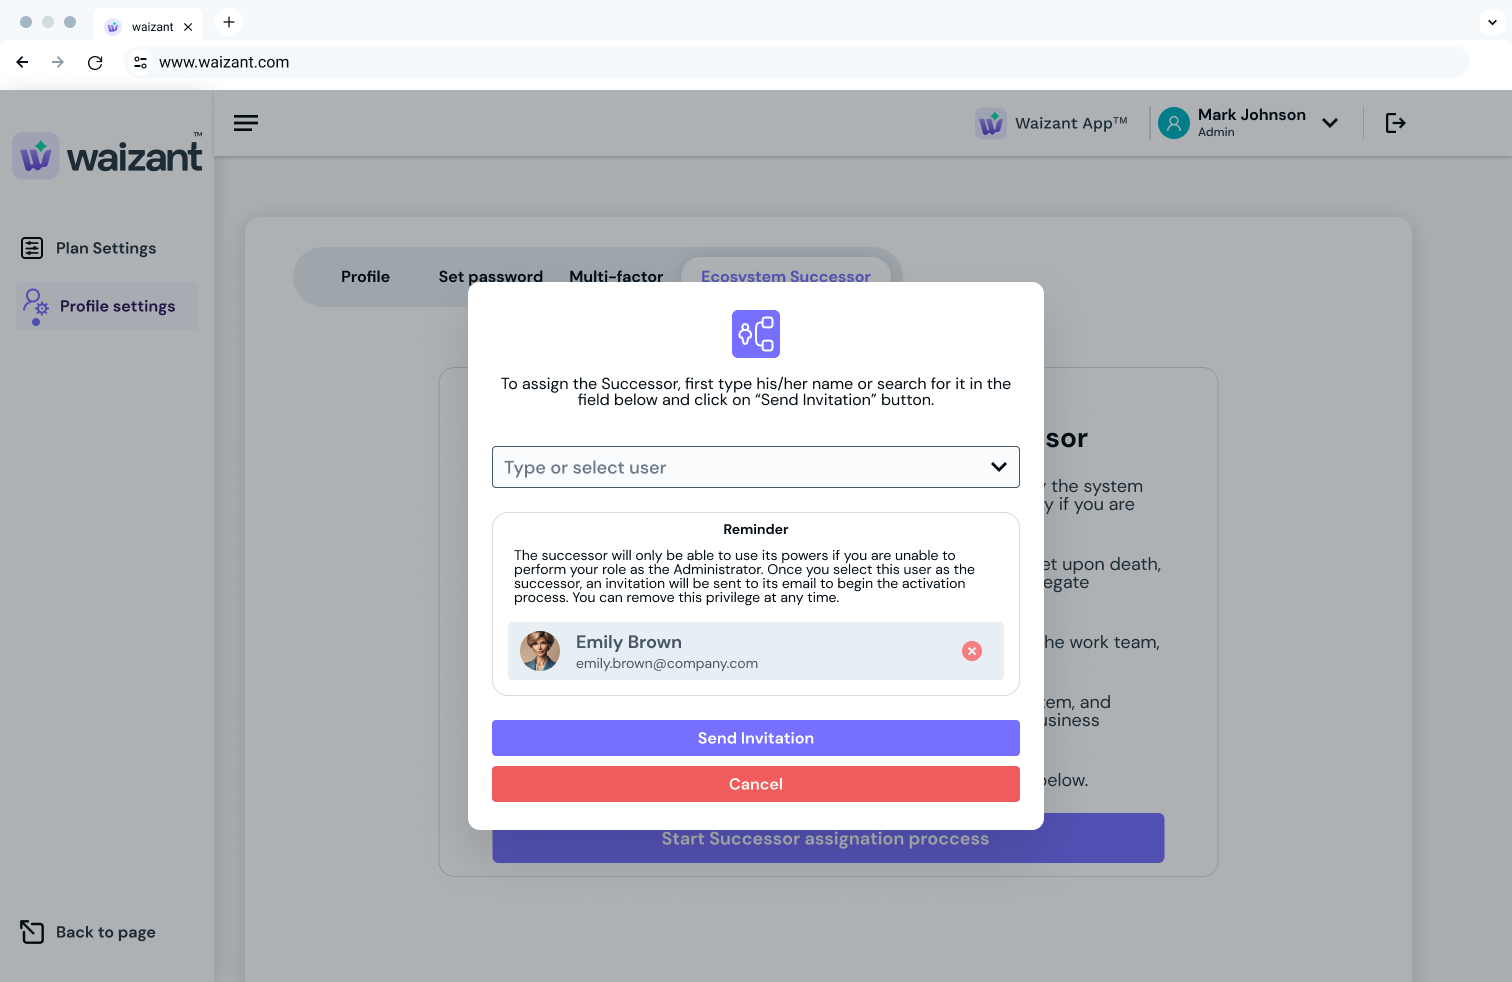 waizant
www.waizant.com
waizant™
Waizant App™
Mark Johnson
Admin
Plan Settings
Profile settings
Back to page
Profile
Set password
Multi-factor
Ecosystem Successor
To assign the Successor, first type his/her name or search for it in the
field below and click on “Send Invitation” button.
Type or select user
Reminder
The successor will only be able to use its powers if you are unable to
perform your role as the Administrator. Once you select this user as the
successor, an invitation will be sent to its email to begin the activation
process. You can remove this privilege at any time.
Emily Brown
emily.brown@company.com
Send Invitation
Cancel
the system
if you are
upon death,
the work team,
and
below.
Start Successor assignation proccess